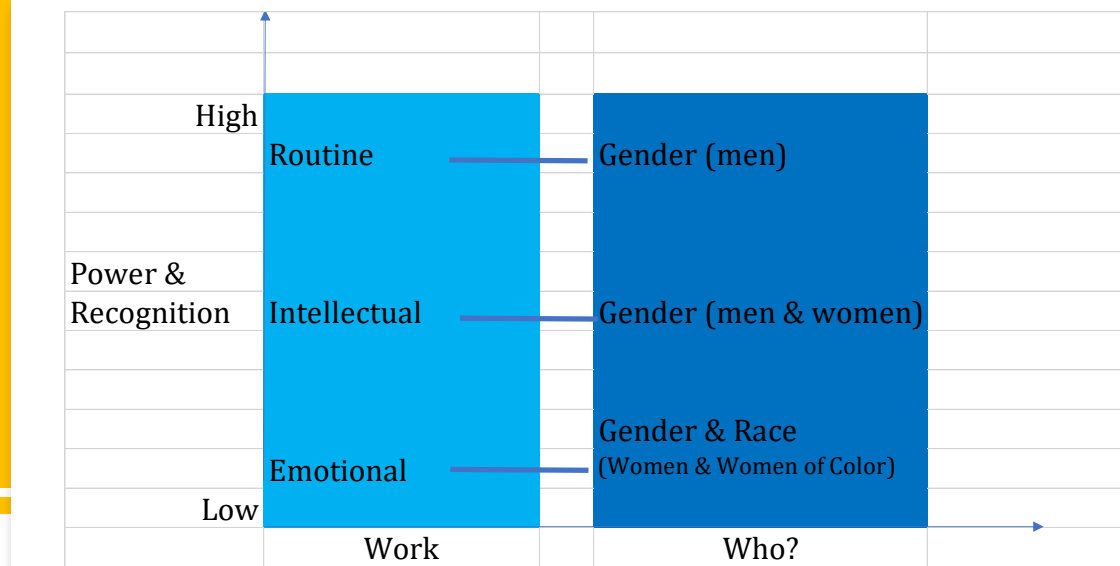 High
Routine
Gender (men)
Power &
Recognition
Intellectual
Gender (men & women)
Gender & Race
(Women & Women of Color)
Emotional
Low
Work
Who?